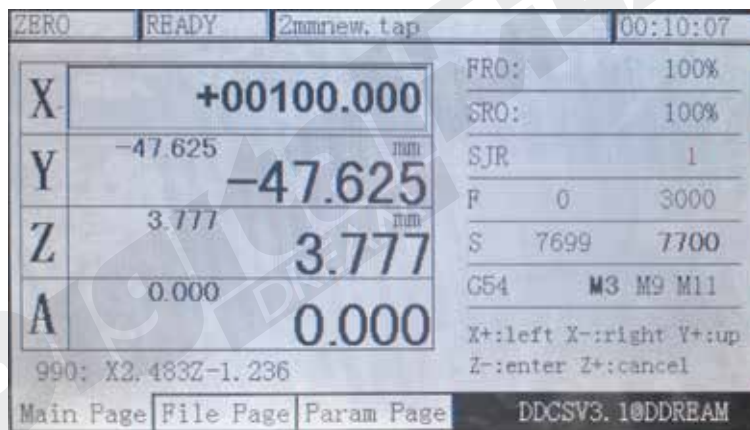 ZERO READY 2mmnew.tap 00:10:07
X +00100.000
FRO: 100%
SRO: 100%
Y -47.625 mm -47.625
SJR 1
F 0 3000
Z 3.777 mm 3.777
S 7699 7700
G54 M3 M9 M11
A 0.000 0.000
X+:left X-:right Y+:up
Z-:enter Z+:cancel
990: X2.483Z-1.236
Main Page File Page Param Page DDCSV3.1@DDREAM